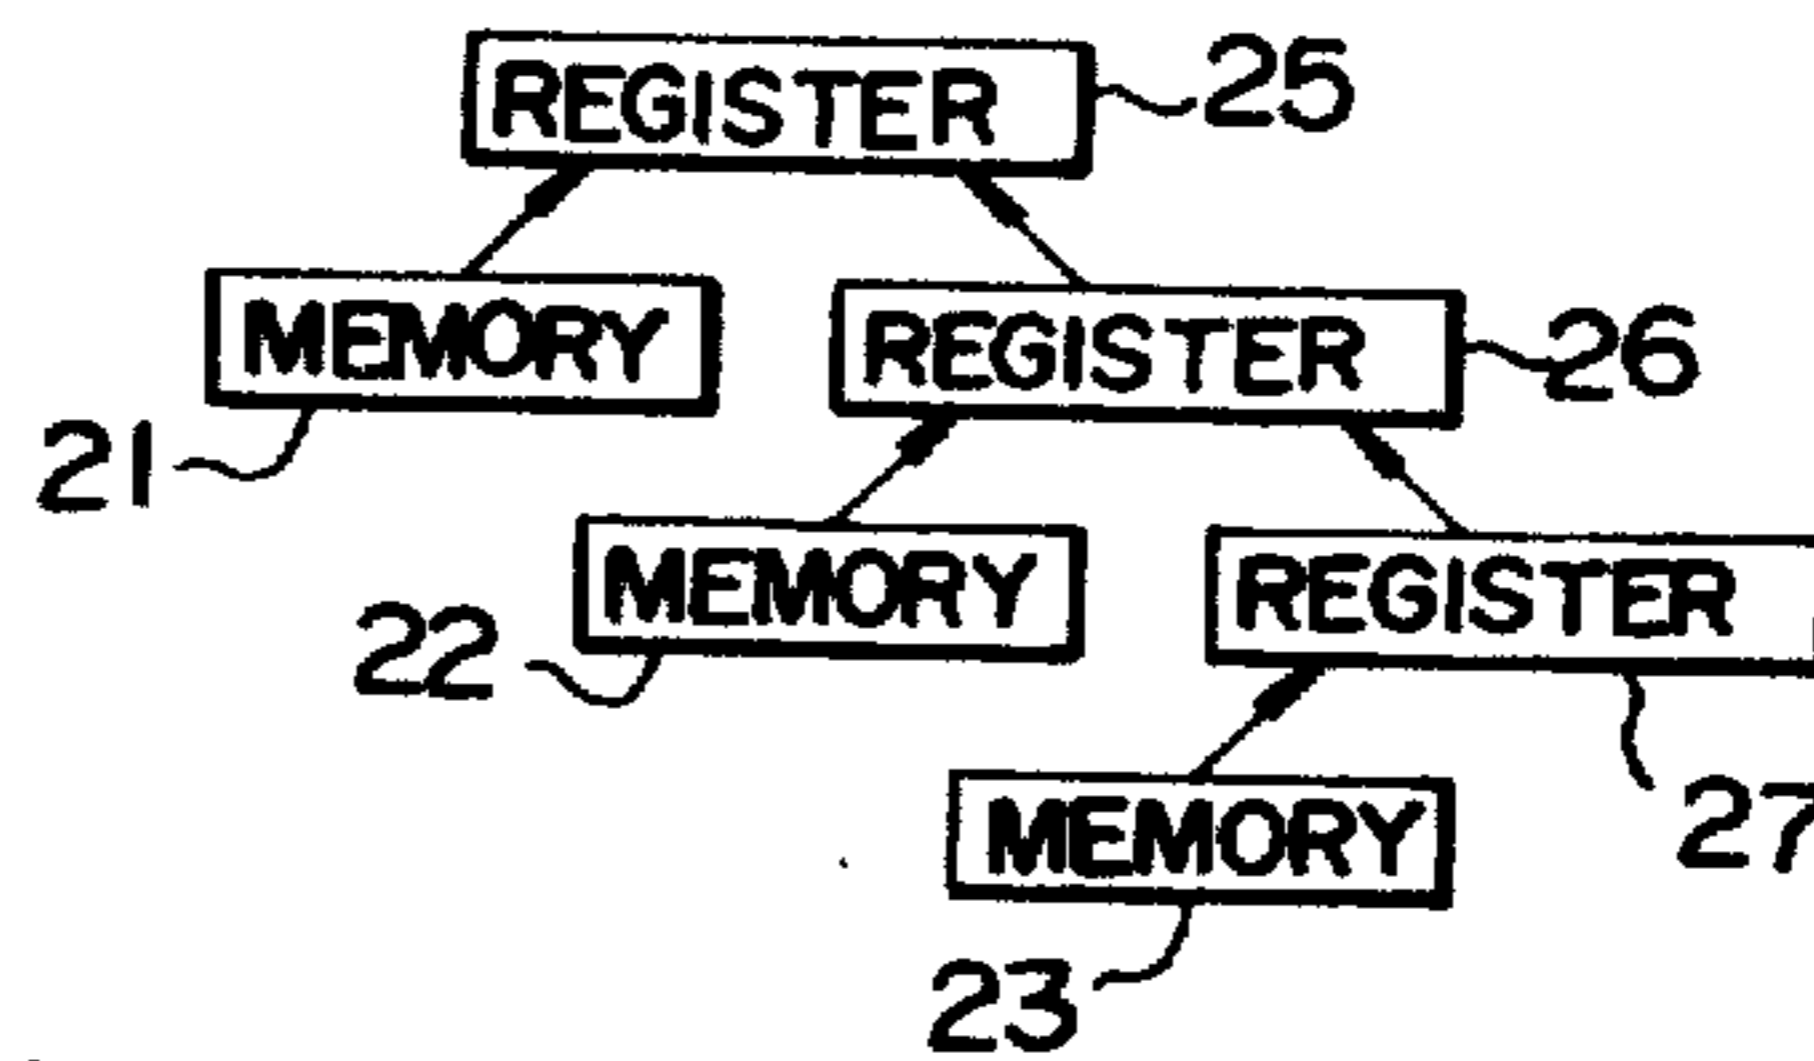 REGISTER 25
MEMORY REGISTER 26
21
MEMORY REGISTER
22
27
MEMORY
23